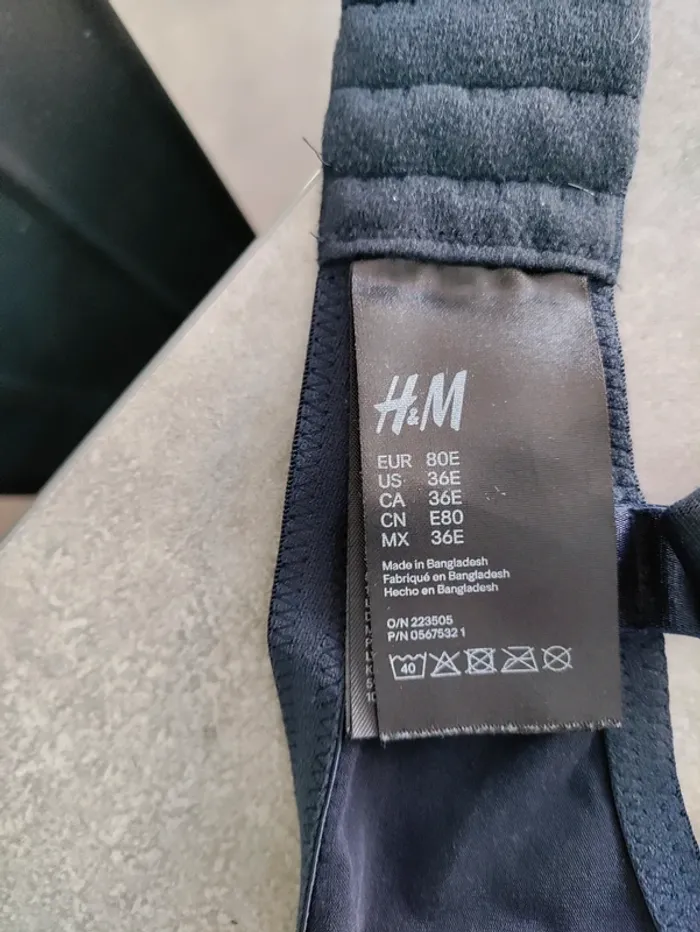 H&M
EUR 80E
US 36E
CA 36E
CN E80
MX 36E
Made in Bangladesh
Fabriqué en Bangladesh
Hecho en Bangladesh
O/N 223505
P/N 0567532 1
40